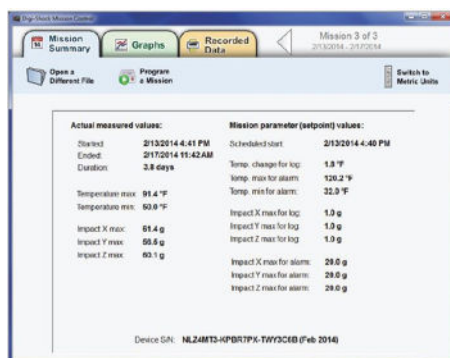 Digi-Shock Mission Control
Mission Summary
Graphs
Recorded Data
Mission 3 of 3
2/13/2014 - 2/17/2014
Open a Different File
Program a Mission
Switch to Metric Units
Actual measured values:
Started: 2/13/2014 4:41 PM
Ended: 2/17/2014 11:42 AM
Duration: 3.8 days
Temperature max: 91.4 °F
Temperature min: 50.0 °F
Impact X max: 61.4 g
Impact Y max:
Impact Z max: 60.1 g
Mission parameter (setpoint) values:
Scheduled start: 2/13/2014 4:40 PM
Temp. change for log: 1.8 °F
Temp. max for alarm: 120.2 °F
Temp. min for alarm: 32.0 °F
Impact X max for log: 1.0 g
Impact Y max for log: 1.0 g
Impact Z max for log: 1.0 g
Impact X max for alarm: 20.0 g
Impact Y max for alarm: 20.0 g
Impact Z max for alarm: 20.0 g
Device S/N: (Feb 2014)